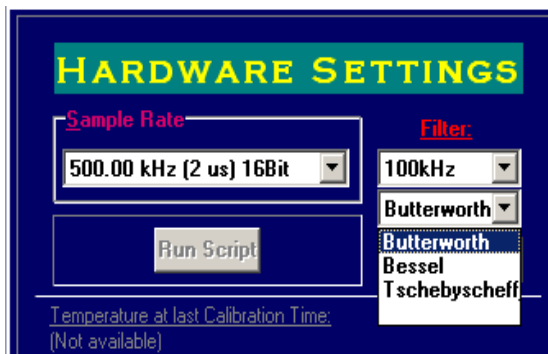 HARDWARE SETTINGS
Sample Rate
Filter:
500.00 kHz (2 us) 16Bit
100kHz
Butterworth
Run Script
Butterworth
Bessel
Tschebyscheff
Temperature at last Calibration Time:
(Not available)